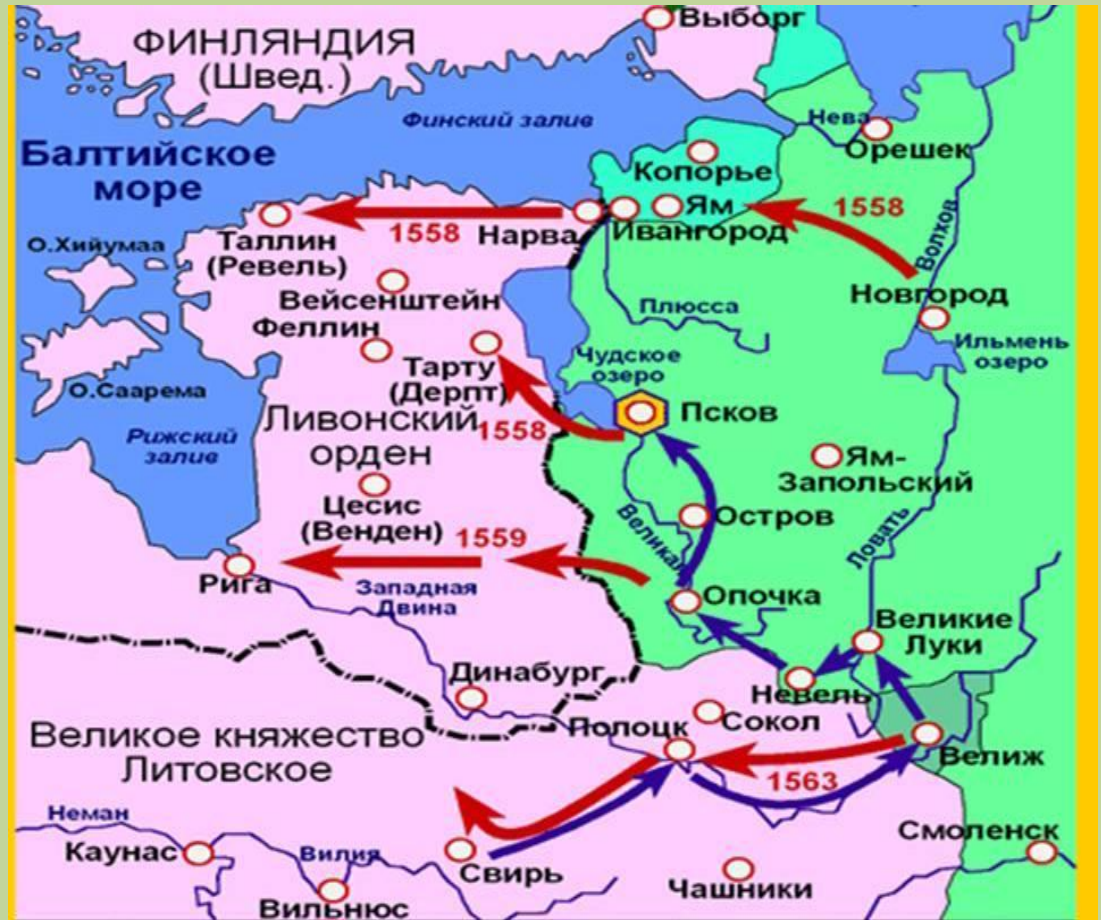 Выборг
ФИНЛЯНДИЯ
(Швед.)
Финский залив
Нева
Орешек
Балтийское
море
Копорье
Ям
1558
Ивангород
Нарва
1558
Таллин
(Ревель)
О.Хийумаа
Волхов
Вейсенштейн
Новгород
Плюсса
Феллин
Ильмень
озеро
Чудское
озеро
Тарту
(Дерпт)
О.Саарема
Псков
Ливонский
орден
1558
Рижский
залив
Ям-
Запольский
Цесис
(Венден)
Остров
Великая
1559
Ловать
Рига
Западная
Двина
Опочка
Великие
Луки
Динабург
Невель
Полоцк
Сокол
Великое княжество
Литовское
Велиж
1563
Неман
Смоленск
Каунас
Вилия
Свирь
Чашники
Вильнюс